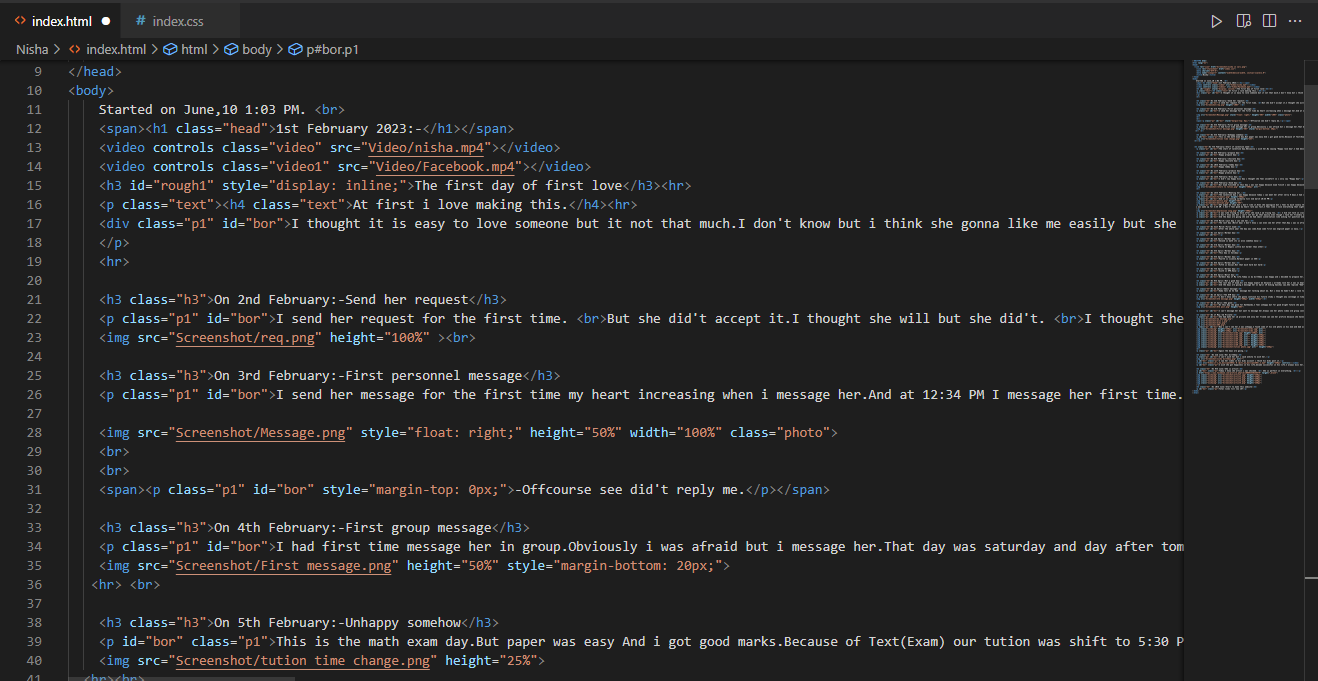 index.html
index.css
Nisha > index.html > html > body > p#bor.p1
9 </head>
10 <body>
11 Started on June,10 1:03 PM. <br>
12 <span><h1 class="head">1st February 2023:-</h1></span>
13 <video controls class="video" src="Video/nisha.mp4"></video>
14 <video controls class="video1" src="Video/Facebook.mp4"></video>
15 <h3 id="rough1" style="display: inline;">The first day of first love</h3><hr>
16 <p class="text"><h4 class="text">At first i love making this.</h4><hr>
17 <div class="p1" id="bor">I thought it is easy to love someone but it not that much.I don't know but i think she gonna like me easily but she
18 </p>
19 <hr>
20
21 <h3 class="h3">On 2nd February:-Send her request</h3>
22 <p class="p1" id="bor">I send her request for the first time. <br>But she did't accept it.I thought she will but she did't. <br>I thought she
23 <img src="Screenshot/req.png" height="100%" ><br>
24
25 <h3 class="h3">On 3rd February:-First personnel message</h3>
26 <p class="p1" id="bor">I send her message for the first time my heart increasing when i message her.And at 12:34 PM I message her first time.
27
28 <img src="Screenshot/Message.png" style="float: right;" height="50%" width="100%" class="photo">
29 <br>
30 <br>
31 <span><p class="p1" id="bor" style="margin-top: 0px;">-Offcourse see did't reply me.</p></span>
32
33 <h3 class="h3">On 4th February:-First group message</h3>
34 <p class="p1" id="bor">I had first time message her in group.Obviously i was afraid but i message her.That day was saturday and day after tom
35 <img src="Screenshot/First message.png" height="50%" style="margin-bottom: 20px;">
36 <hr> <br>
37
38 <h3 class="h3">On 5th February:-Unhappy somehow</h3>
39 <p id="bor" class="p1">This is the math exam day.But paper was easy And i got good marks.Because of Text(Exam) our tution was shift to 5:30 P
40 <img src="Screenshot/tution time change.png" height="25%">
41 <hr><br>